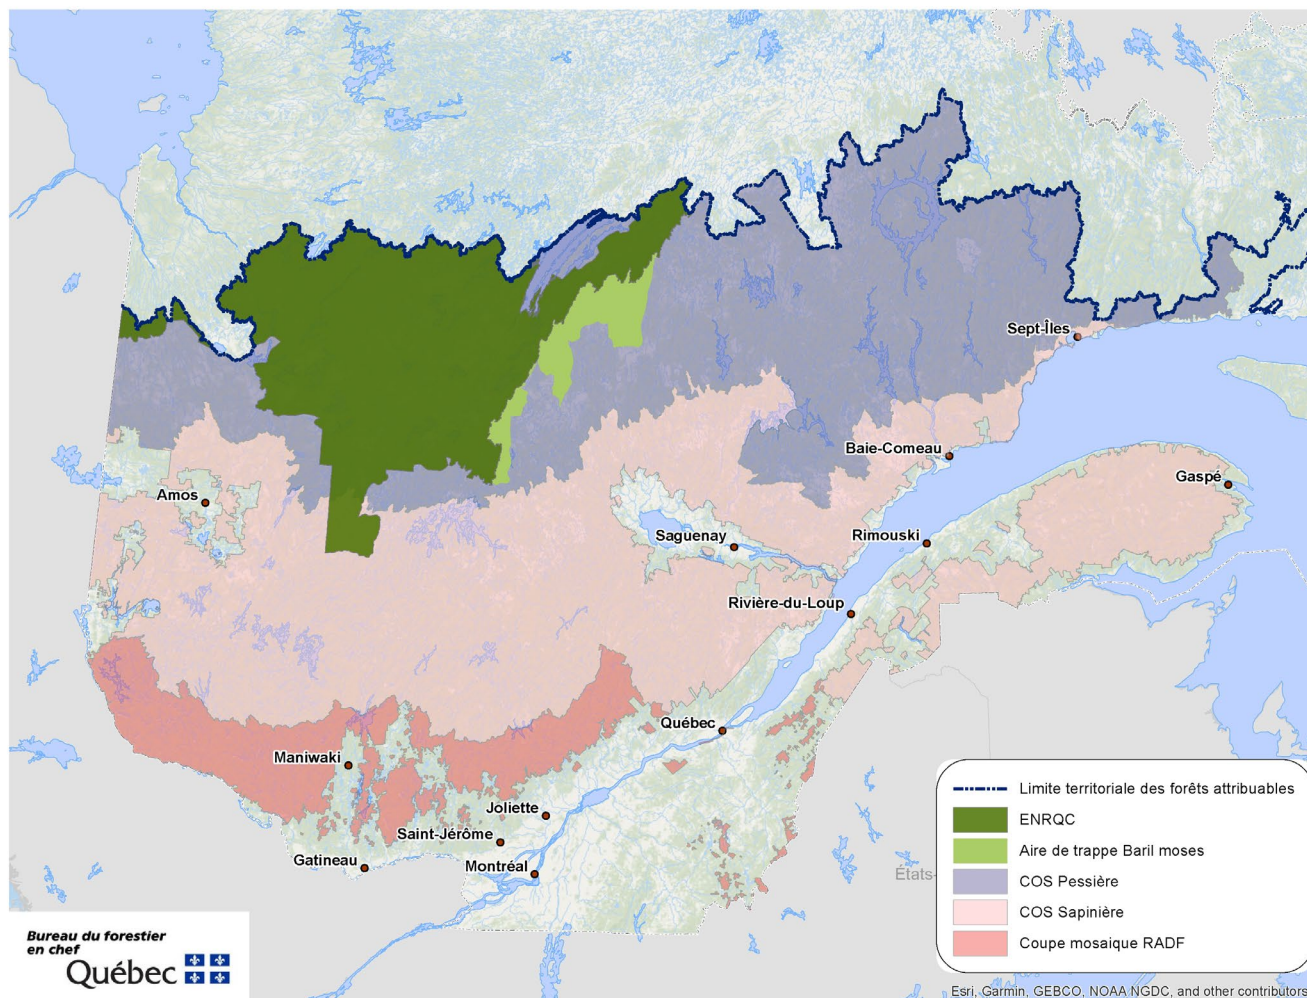 Sept-Îles
Baie-Comeau
Gaspé
Amos
Saguenay
Rimouski
Rivière-du-Loup
Québec
Maniwaki
Joliette
Saint-Jérôme
Gatineau
Montréal
États-
Limite territoriale des forêts attribuables
ENRQC
Aire de trappe Baril moses
COS Pessière
COS Sapinière
Coupe mosaique RADF
Bureau du forestier
en chef
Québec
Esri, Garmin, GEBCO, NOAA NGDC, and other contributors